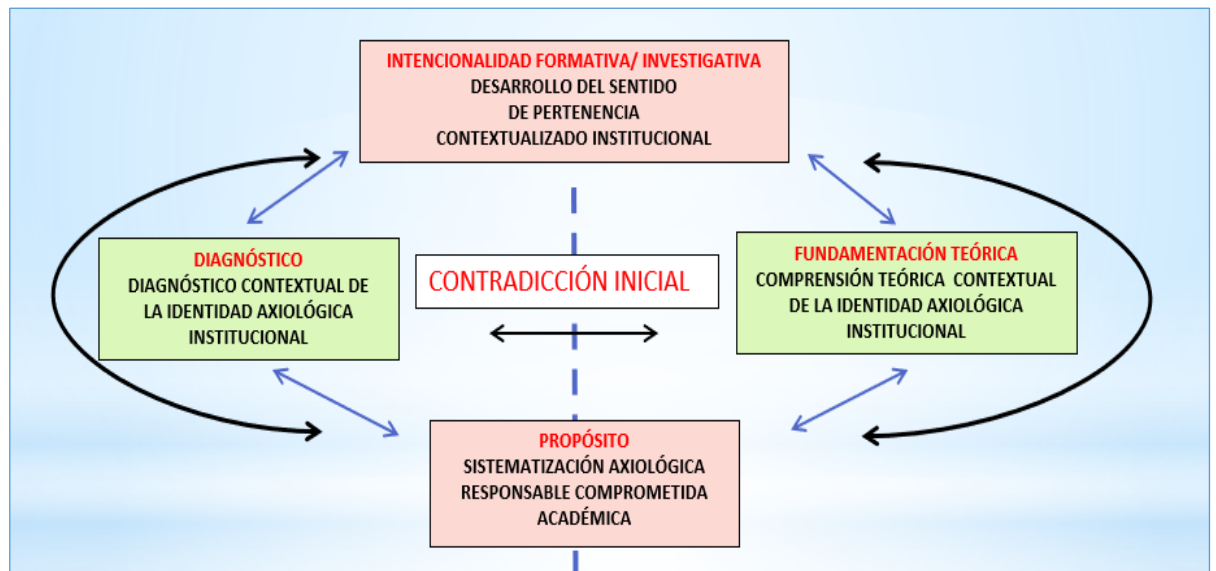 INTENCIONALIDAD FORMATIVA/ INVESTIGATIVA
DESARROLLO DEL SENTIDO
DE PERTENENCIA
CONTEXTUALIZADO INSTITUCIONAL
DIAGNÓSTICO
DIAGNÓSTICO CONTEXTUAL DE
LA IDENTIDAD AXIOLÓGICA
INSTITUCIONAL
CONTRADICCIÓN INICIAL
FUNDAMENTACIÓN TEÓRICA
COMPRENSIÓN TEÓRICA CONTEXTUAL
DE LA IDENTIDAD AXIOLÓGICA
INSTITUCIONAL
PROPÓSITO
SISTEMATIZACIÓN AXIOLÓGICA
RESPONSABLE COMPROMETIDA
ACADÉMICA